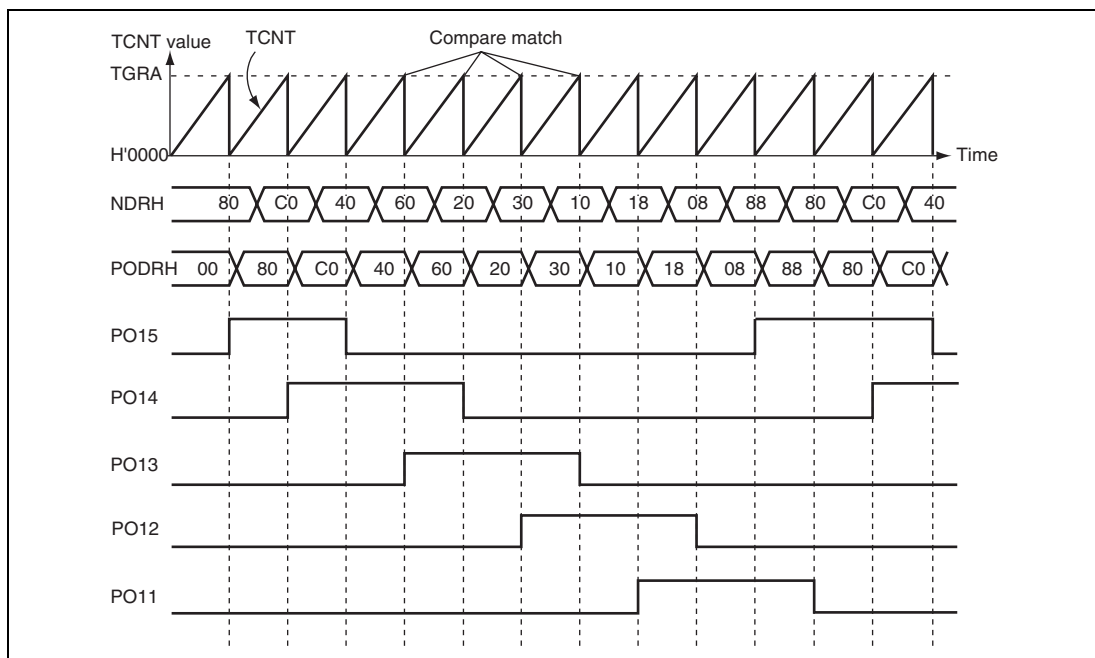 TCNT value TCNT Compare match
TGRA
H'0000 Time
NDRH 80 C0 40 60 20 30 10 18 08 88 80 C0 40
PODRH 00 80 C0 40 60 20 30 10 18 08 88 80 C0
PO15
PO14
PO13
PO12
PO11